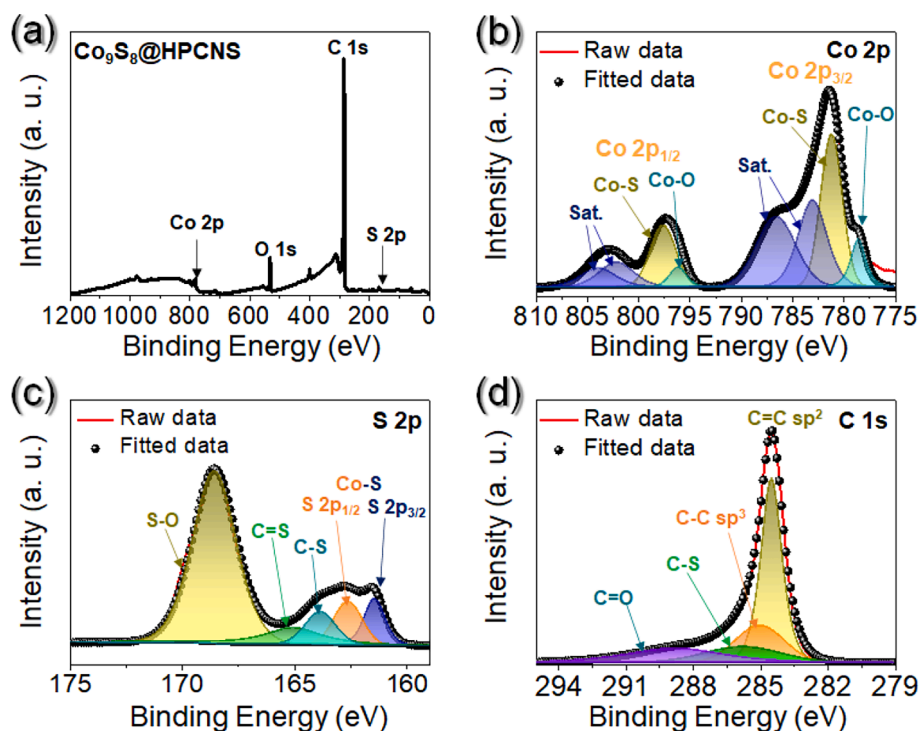 (a)
Co₉S₈@HPCNS
C 1s
Co 2p
O 1s
S 2p
Intensity (a. u.)
1200 1000 800 600 400 200 0
Binding Energy (eV)
(b)
Raw data
Fitted data
Co 2p
Co 2p₃/₂
Co-S
Co-O
Co 2p₁/₂
Co-S
Co-O
Sat.
Sat.
Intensity (a. u.)
810 805 800 795 790 785 780 775
Binding Energy (eV)
(c)
Raw data
Fitted data
S 2p
Co-S
S 2p₁/₂
S 2p₃/₂
S-O
C=S
C-S
Intensity (a. u.)
175 170 165 160
Binding Energy (eV)
(d)
Raw data
Fitted data
C=C sp²
C 1s
C-C sp³
C-S
C=O
Intensity (a. u.)
294 291 288 285 282 279
Binding Energy (eV)